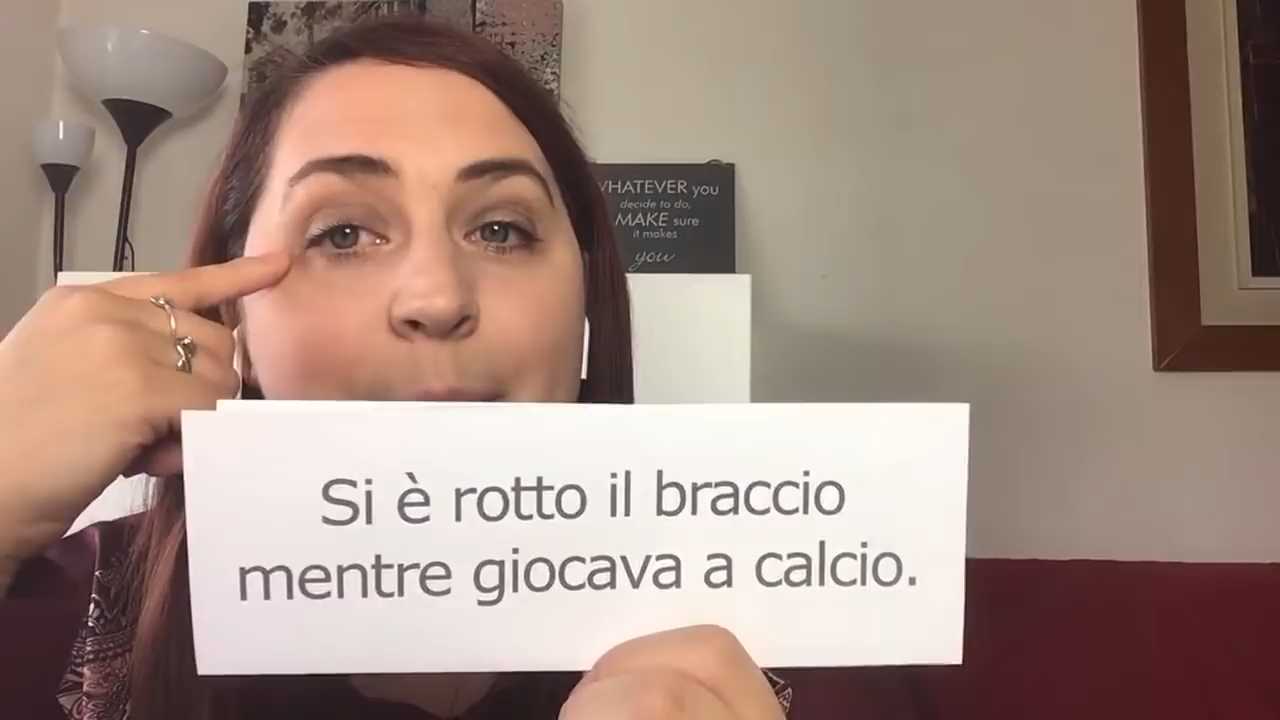 WHATEVER you
decide to do,
MAKE sure
it makes
you
Si è rotto il braccio
mentre giocava a calcio.